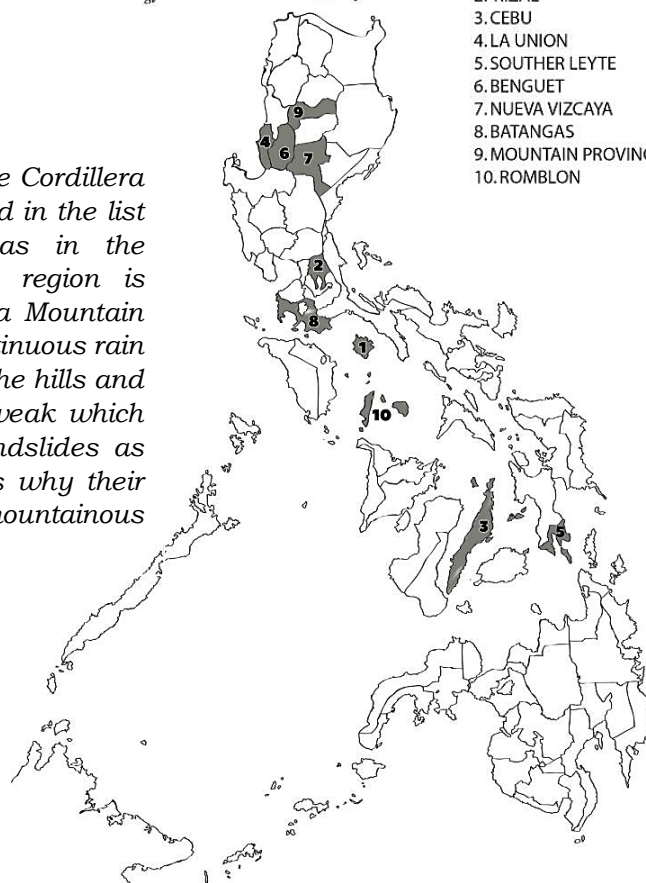 3. CEBU
4. LA UNION
5. SOUTHER LEYTE
6. BENGUET
7. NUEVA VIZCAYA
8. BATANGAS
9. MOUNTAIN PROVINC
10. ROMBLON
e Cordillera
d in the list
as in the
region is
a Mountain
tinuous rain
he hills and
weak which
ndslides as
s why their
mountainous
9
4
6
7
2
8
1
10
3
5